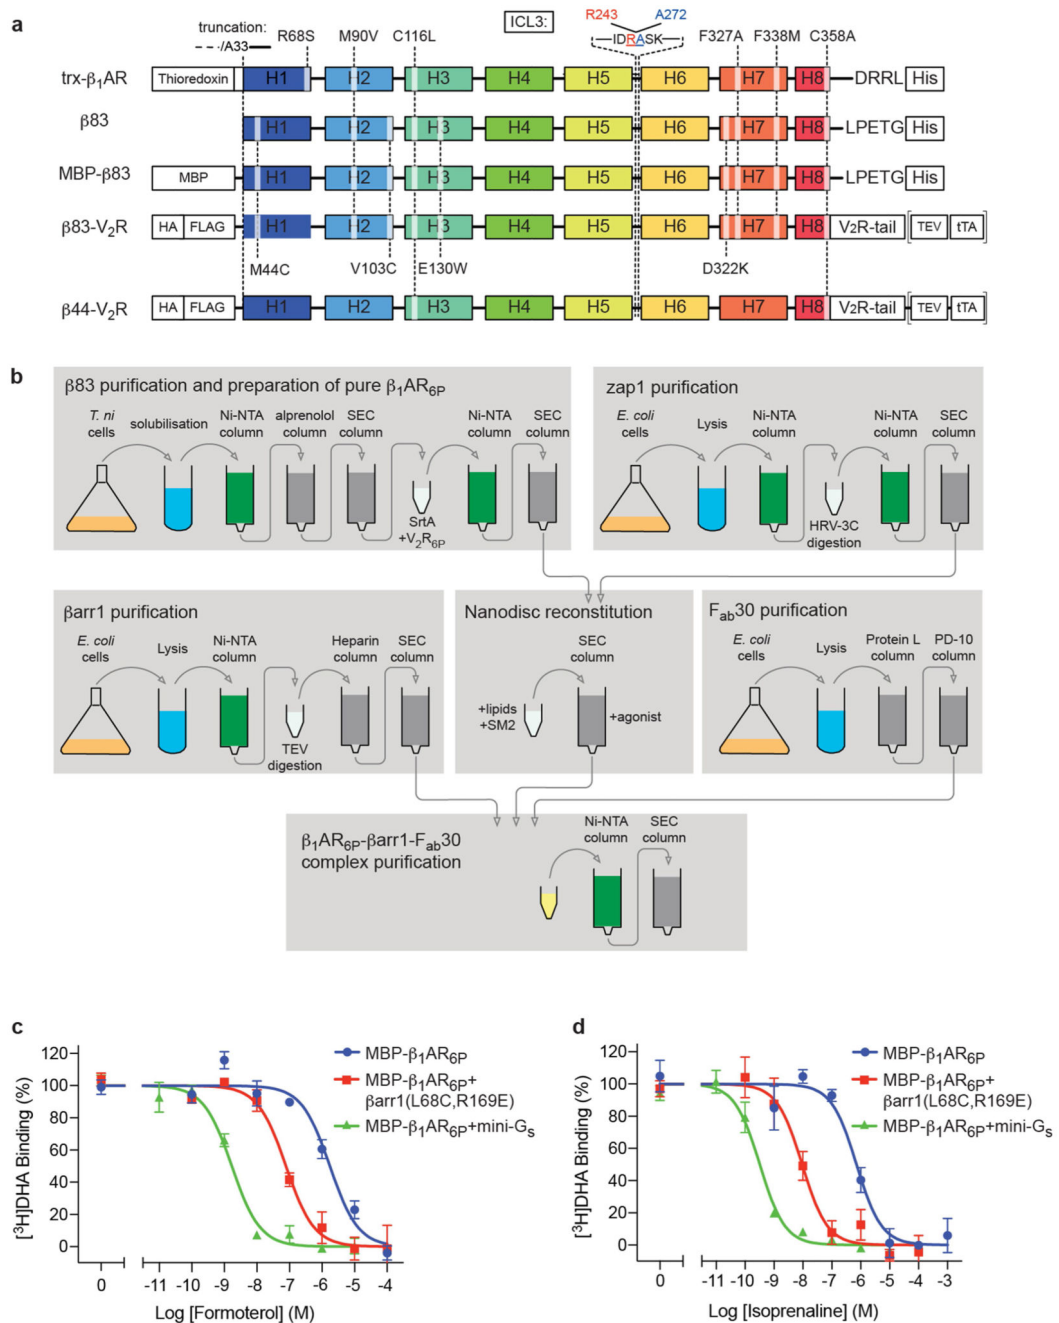 a
ICL3:
R243 A272
truncation:
/A33
R68S M90V C116L IDRASK F327A F338M C358A
trx-β₁AR Thioredoxin H1 H2 H3 H4 H5 H6 H7 H8 DRRL His
β83 H1 H2 H3 H4 H5 H6 H7 H8 LPETG His
MBP-β83 MBP H1 H2 H3 H4 H5 H6 H7 H8 LPETG His
β83-V₂R HA FLAG H1 H2 H3 H4 H5 H6 H7 H8 V₂R-tail TEV tTA
M44C V103C E130W D322K
β44-V₂R HA FLAG H1 H2 H3 H4 H5 H6 H7 H8 V₂R-tail TEV tTA
b
β83 purification and preparation of pure β₁AR₆P
T. ni cells
solubilisation
Ni-NTA column
alprenolol column
SEC column
SrtA +V₂R₆P
Ni-NTA column
SEC column
zap1 purification
E. coli cells
Lysis
Ni-NTA column
HRV-3C digestion
Ni-NTA column
SEC column
βarr1 purification
E. coli cells
Lysis
Ni-NTA column
TEV digestion
Heparin column
SEC column
Nanodisc reconstitution
+lipids +SM2
SEC column
+agonist
Fab30 purification
E. coli cells
Lysis
Protein L column
PD-10 column
β₁AR₆P-βarr1-Fab30
complex purification
Ni-NTA column
SEC column
c
[³H]DHA Binding (%)
120
100
80
60
40
20
0
MBP-β₁AR₆P
MBP-β₁AR₆P+
βarr1(L68C,R169E)
MBP-β₁AR₆P+mini-Gs
0 -11 -10 -9 -8 -7 -6 -5 -4
Log [Formoterol] (M)
d
[³H]DHA Binding (%)
120
100
80
60
40
20
0
MBP-β₁AR₆P
MBP-β₁AR₆P+
βarr1(L68C,R169E)
MBP-β₁AR₆P+mini-Gs
0 -11 -10 -9 -8 -7 -6 -5 -4 -3
Log [Isoprenaline] (M)